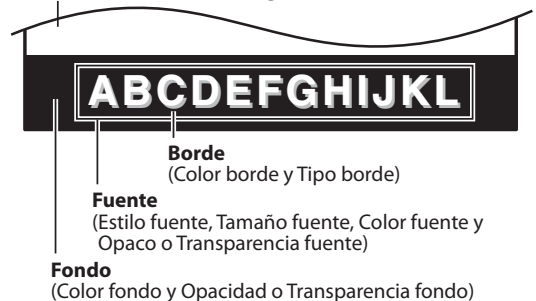 ABCDEFGHIJKL
Borde
(Color borde y Tipo borde)
Fuente
(Estilo fuente, Tamaño fuente, Color fuente y
Opaco o Transparencia fuente)
Fondo
(Color fondo y Opacidad o Transparencia fondo)